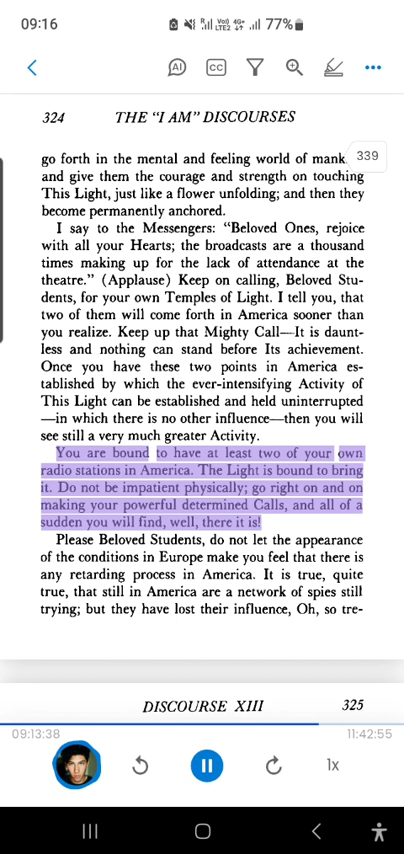 09:16
77%
AI CC
324 THE "I AM" DISCOURSES
339
go forth in the mental and feeling world of mank
and give them the courage and strength on touching
This Light, just like a flower unfolding; and then they
become permanently anchored.
I say to the Messengers: "Beloved Ones, rejoice
with all your Hearts; the broadcasts are a thousand
times making up for the lack of attendance at the
theatre." (Applause) Keep on calling, Beloved Stu-
dents, for your own Temples of Light. I tell you, that
two of them will come forth in America sooner than
you realize. Keep up that Mighty Call—It is daunt-
less and nothing can stand before Its achievement.
Once you have these two points in America es-
tablished by which the ever-intensifying Activity of
This Light can be established and held uninterrupted
—in which there is no other influence—then you will
see still a very much greater Activity.
You are bound to have at least two of your own
radio stations in America. The Light is bound to bring
it. Do not be impatient physically; go right on and on
making your powerful determined Calls, and all of a
sudden you will find, well, there it is!
Please Beloved Students, do not let the appearance
of the conditions in Europe make you feel that there is
any retarding process in America. It is true, quite
true, that still in America are a network of spies still
trying; but they have lost their influence, Oh, so tre-
DISCOURSE XIII 325
09:13:38 11:42:55
1x